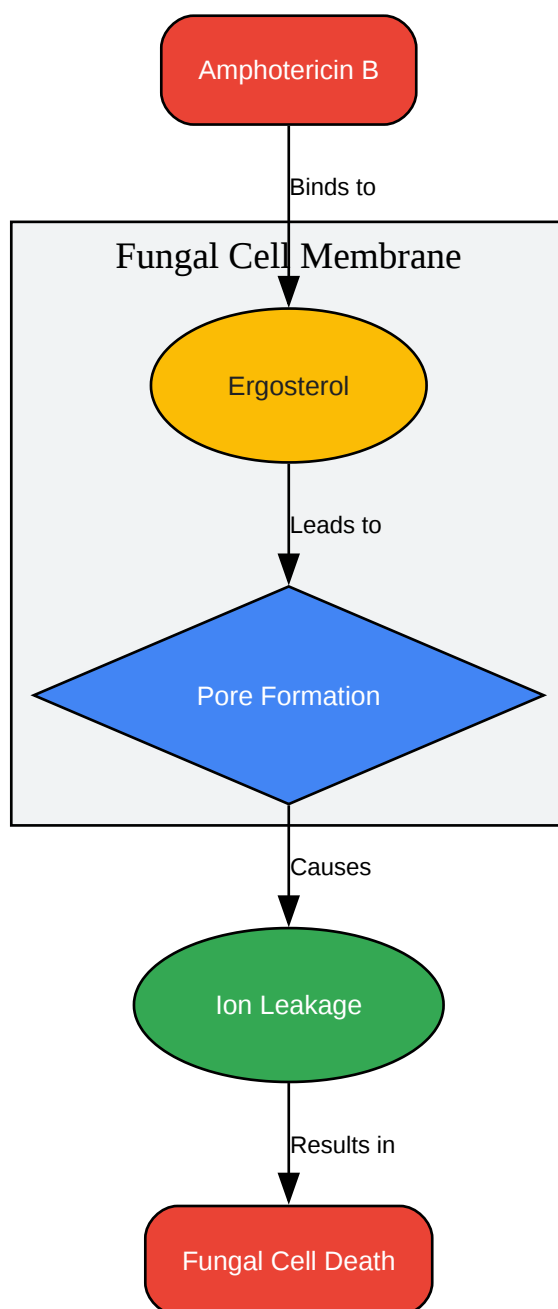 Amphotericin B
Binds to
Fungal Cell Membrane
Ergosterol
Leads to
Pore Formation
Causes
Ion Leakage
Results in
Fungal Cell Death